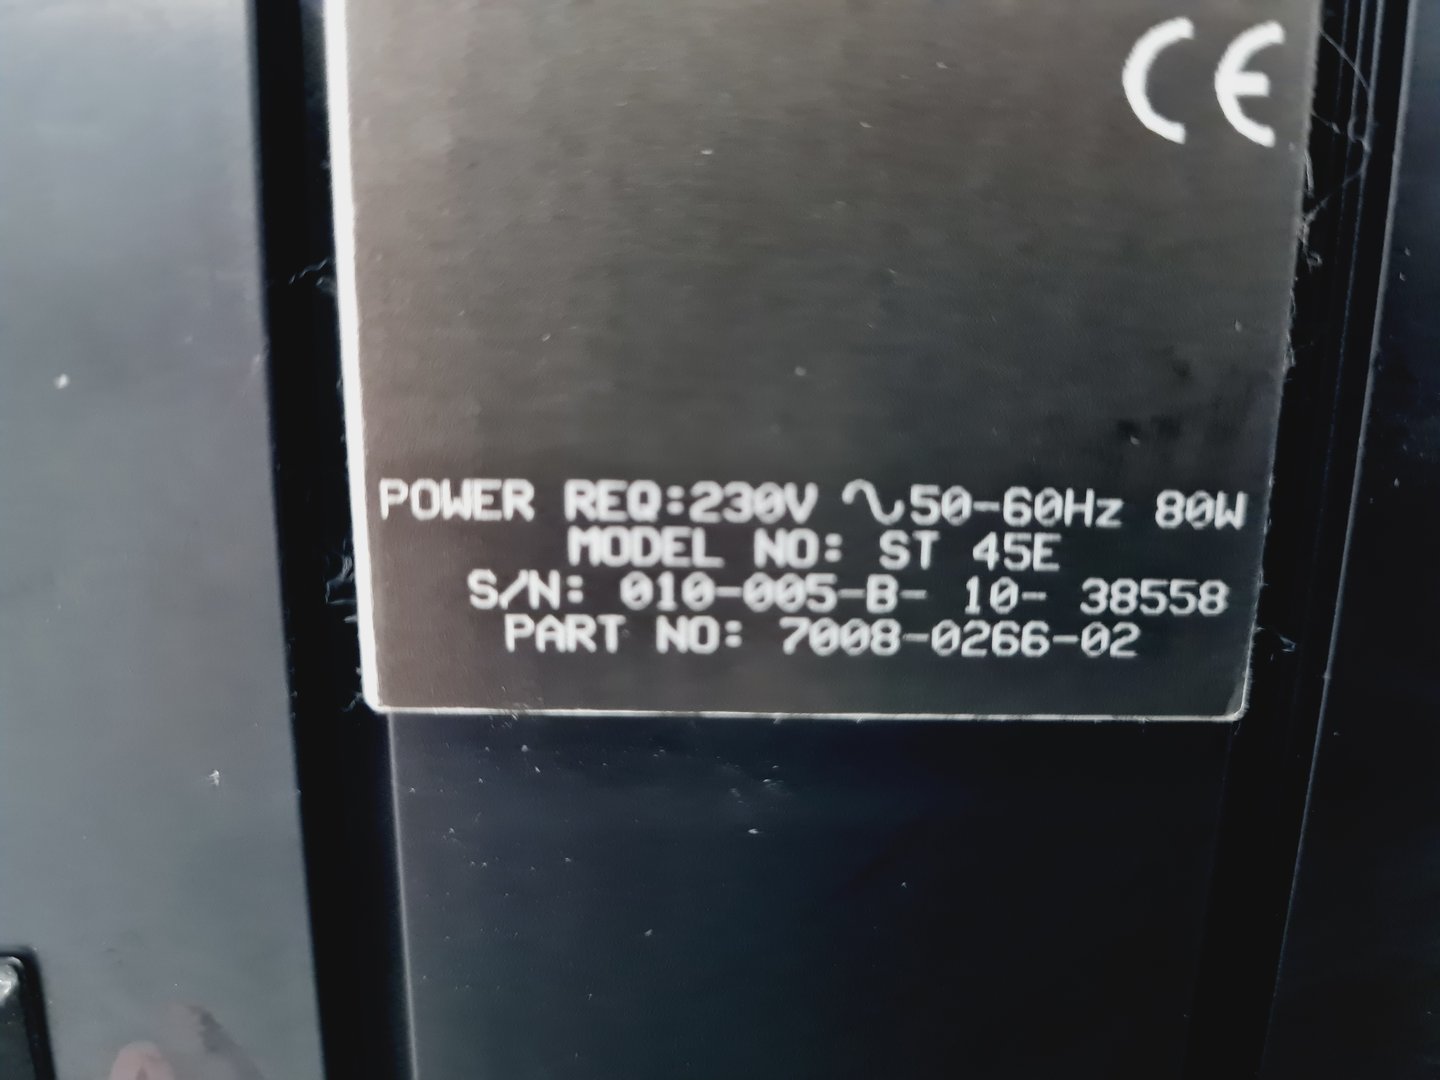 CE
POWER REQ:230V ∿50-60Hz 80W
MODEL NO: ST 45E
S/N: 010-005-B- 10- 38558
PART NO: 7008-0266-02